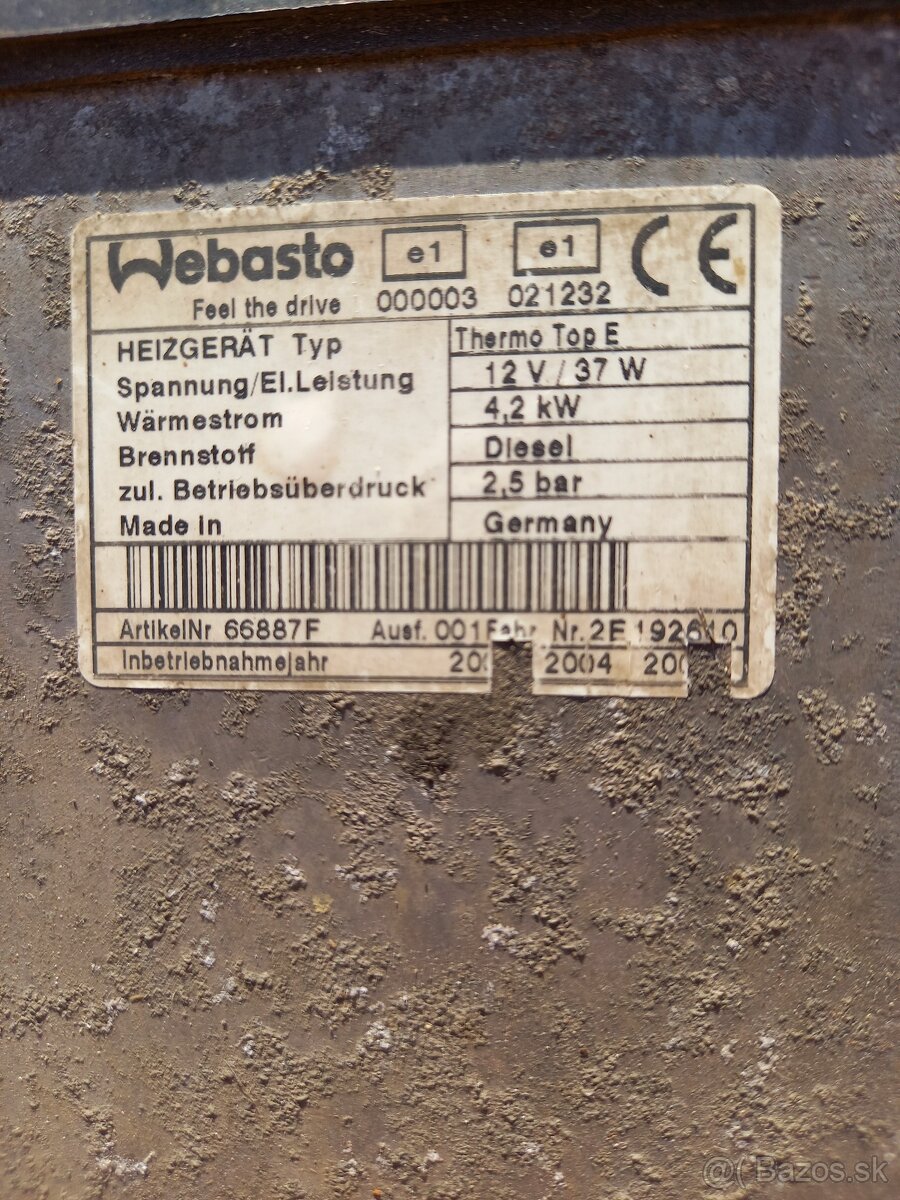 Webasto e1 e1 CE
Feel the drive 000003 021232
HEIZGERÄT Typ Thermo Top E
Spannung/El.Leistung 12 V / 37 W
Wärmestrom 4,2 kW
Brennstoff Diesel
zul. Betriebsüberdruck 2,5 bar
Made in Germany
ArtikelNr 66887F Ausf. 001 Nr.
Inbetriebnahmejahr 2004
@( Bazos.sk